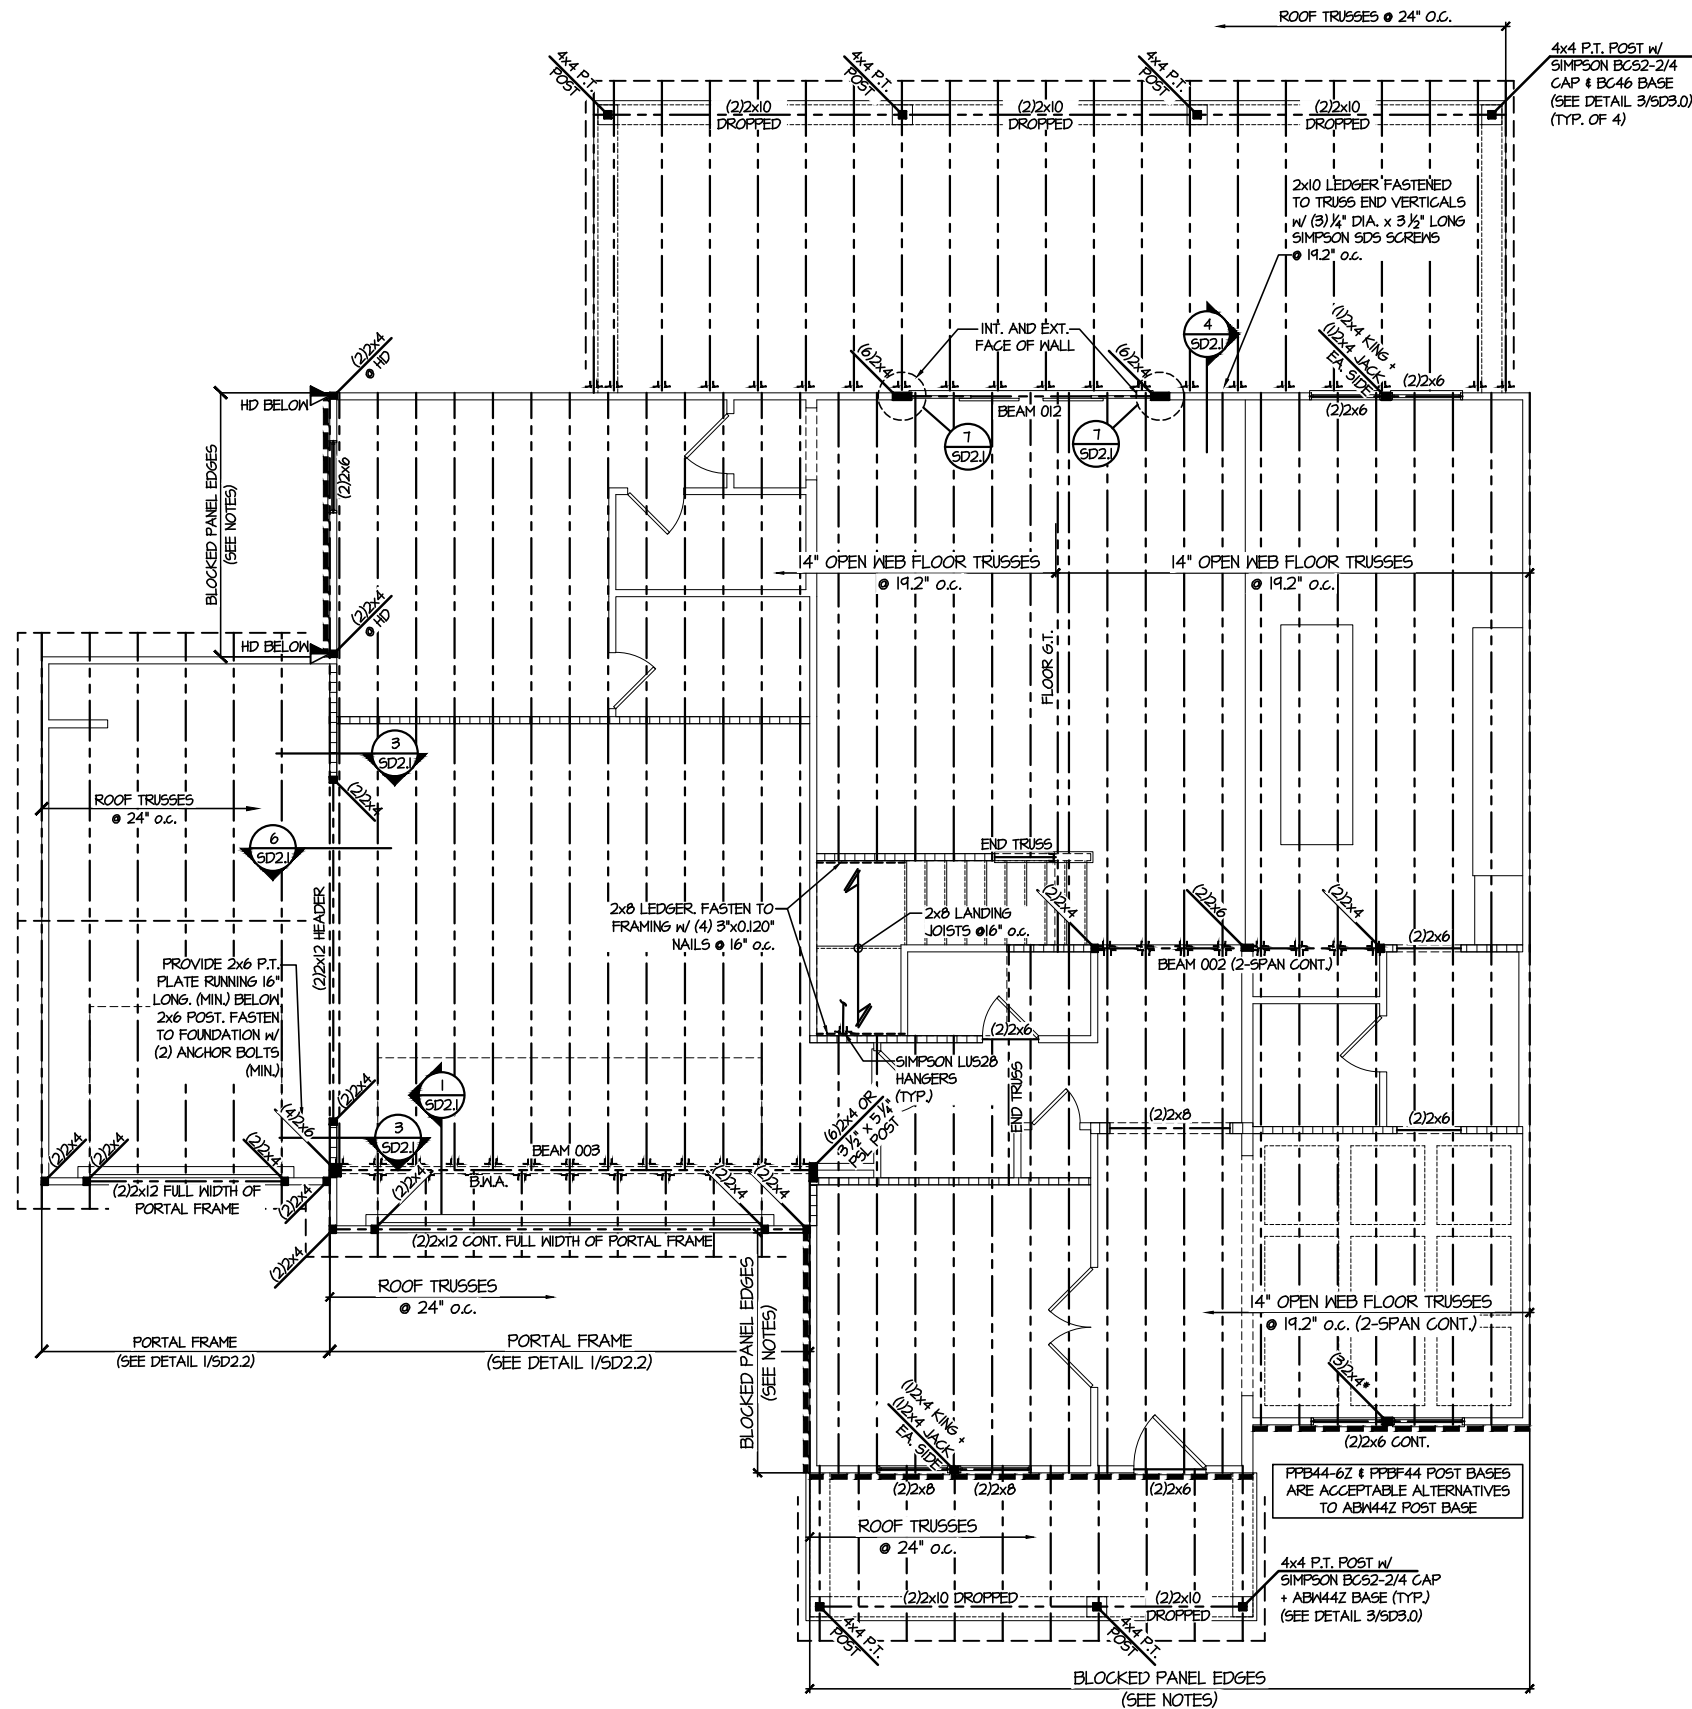 ROOF TRUSSES @ 24" O.C.
4x4 P.T. POST w/
SIMPSON BCS2-2/4
CAP & BC46 BASE
(SEE DETAIL 3/SD3.0)
(TYP. OF 4)
4x4 P.T.
POST
4x4 P.T.
POST
4x4 P.T.
POST
(2)2x10
DROPPED
(2)2x10
DROPPED
(2)2x10
DROPPED
2x10 LEDGER FASTENED
TO TRUSS END VERTICALS
w/ (3) 1/4" DIA. x 3 1/2" LONG
SIMPSON SDS SCREWS
@ 19.2" o.c.
INT. AND EXT.
FACE OF WALL
4
SD2.1
(1)2x4 KING +
(1)2x4 JACK
EA. SIDE
(2)2x4
@ HD
(6)2x4
(6)2x4
HD BELOW
(2)2x6
(2)2x6
BEAM 012
7
SD2.1
7
SD2.1
BLOCKED PANEL EDGES
(SEE NOTES)
(2)2x6
14" OPEN WEB FLOOR TRUSSES
@ 19.2" o.c.
14" OPEN WEB FLOOR TRUSSES
@ 19.2" o.c.
(2)2x4
@ HD
HD BELOW
FLOOR G.T.
3
SD2.1
(2)2x4
ROOF TRUSSES
@ 24" o.c.
6
SD2.1
END TRUSS
(2)2x12 HEADER
2x8 LEDGER. FASTEN TO
FRAMING w/ (4) 3"x0.120"
NAILS @ 16" o.c.
2x8 LANDING
JOISTS @16" o.c.
(2)2x4
(2)2x6
(2)2x4
(2)2x6
BEAM 002 (2-SPAN CONT.)
PROVIDE 2x6 P.T.
PLATE RUNNING 16"
LONG. (MIN.) BELOW
2x6 POST. FASTEN
TO FOUNDATION w/
(2) ANCHOR BOLTS
(MIN.)
(2)2x6
SIMPSON LUS28
HANGERS
(TYP.)
END TRUSS
1
SD2.1
(2)2x4
(4)2x6
3
SD2.1
(6)2x4 OR
3 1/2" x 5 1/4"
PSL POST
(2)2x8
(2)2x6
(2)2x4
(2)2x4
(2)2x4
BEAM 003
B.W.A.
(2)2x4
(2)2x4
(2)2x4
(2)2x12 FULL WIDTH OF
PORTAL FRAME
(2)2x4
(2)2x12 CONT. FULL WIDTH OF PORTAL FRAME
(2)2x4
ROOF TRUSSES
@ 24" o.c.
BLOCKED PANEL EDGES
(SEE NOTES)
14" OPEN WEB FLOOR TRUSSES
@ 19.2" o.c. (2-SPAN CONT.)
PORTAL FRAME
(SEE DETAIL 1/SD2.2)
PORTAL FRAME
(SEE DETAIL 1/SD2.2)
(3)2x4*
(1)2x4 KING +
(1)2x4 JACK
EA. SIDE
(2)2x6 CONT.
(2)2x8
(2)2x8
(2)2x6
PPB44-6Z & PPBF44 POST BASES
ARE ACCEPTABLE ALTERNATIVES
TO ABW44Z POST BASE
ROOF TRUSSES
@ 24" o.c.
4x4 P.T. POST w/
SIMPSON BCS2-2/4 CAP
+ ABW44Z BASE (TYP.)
(SEE DETAIL 3/SD3.0)
(2)2x10 DROPPED
(2)2x10
DROPPED
4x4 P.T.
POST
4x4 P.T.
POST
BLOCKED PANEL EDGES
(SEE NOTES)